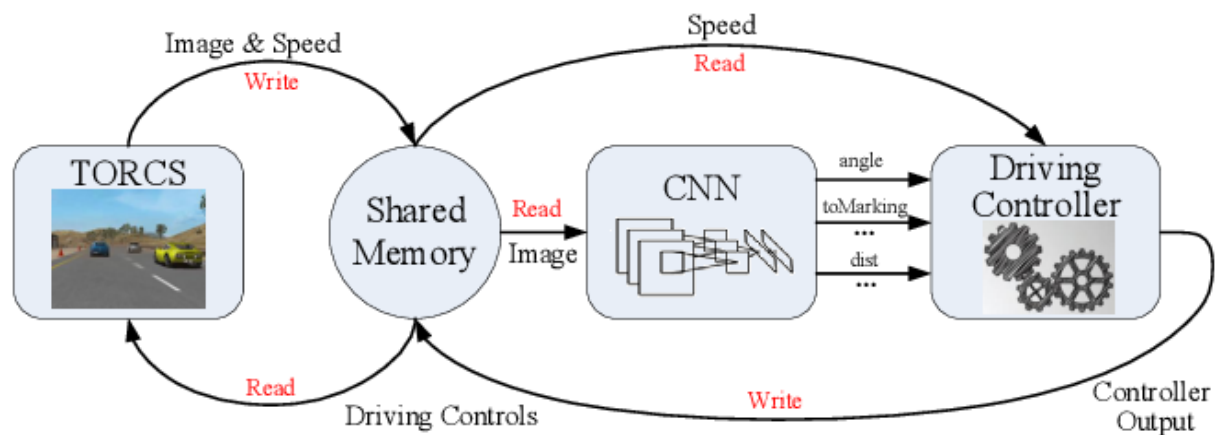 Image & Speed
Write
Speed
Read
TORCS
Shared
Memory
Read
Image
CNN
angle
toMarking
...
dist
...
Driving
Controller
Read
Driving Controls
Write
Controller
Output